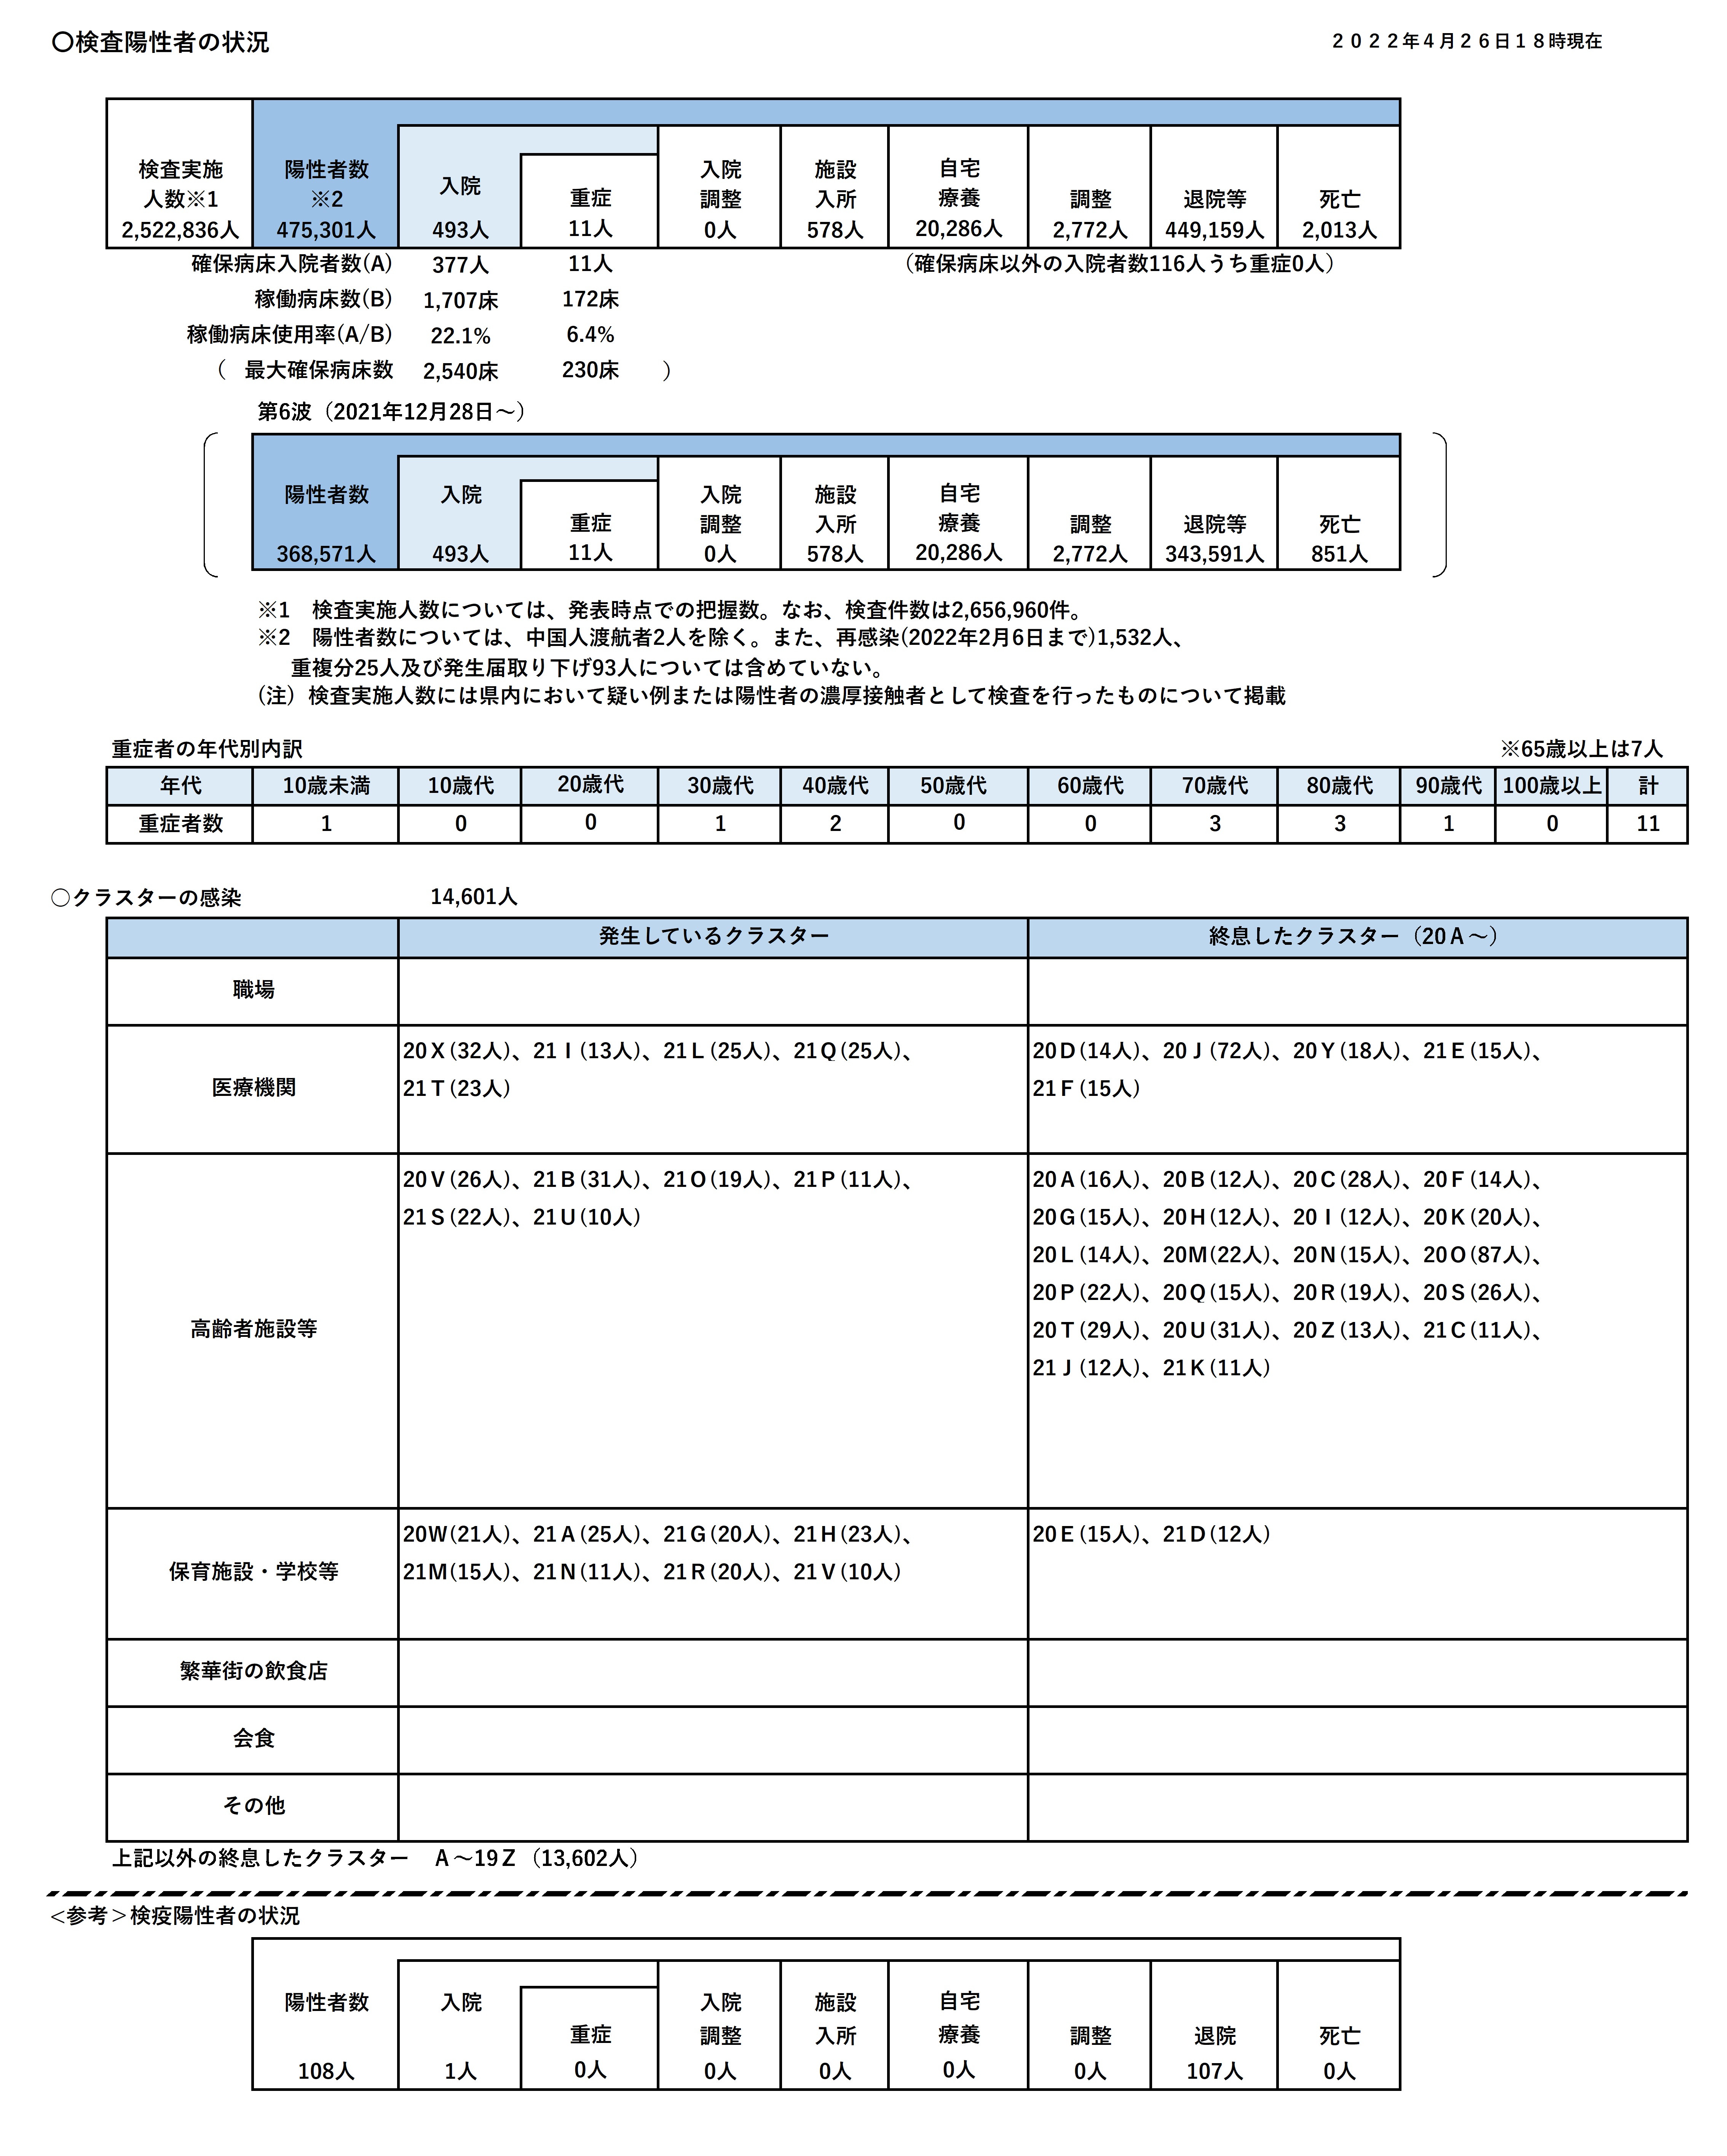 〇検査陽性者の状況
２０２２年４月２６日１８時現在
検査実施人数※1 2,522,836人
陽性者数※2 475,301人
入院 493人
重症 11人
入院調整 0人
施設入所 578人
自宅療養 20,286人
調整 2,772人
退院等 449,159人
死亡 2,013人
確保病床入院者数(A) 377人 11人 （確保病床以外の入院者数116人うち重症0人）
稼働病床数(B) 1,707床 172床
稼働病床使用率(A/B) 22.1% 6.4%
（ 最大確保病床数 2,540床 230床 ）
第6波（2021年12月28日～）
陽性者数 368,571人
入院 493人
重症 11人
入院調整 0人
施設入所 578人
自宅療養 20,286人
調整 2,772人
退院等 343,591人
死亡 851人
※1　検査実施人数については、発表時点での把握数。なお、検査件数は2,656,960件。
※2　陽性者数については、中国人渡航者2人を除く。また、再感染(2022年2月6日まで)1,532人、
重複分25人及び発生届取り下げ93人については含めていない。
(注）検査実施人数には県内において疑い例または陽性者の濃厚接触者として検査を行ったものについて掲載
重症者の年代別内訳 ※65歳以上は7人
年代 10歳未満 10歳代 20歳代 30歳代 40歳代 50歳代 60歳代 70歳代 80歳代 90歳代 100歳以上 計
重症者数 1 0 0 1 2 0 0 3 3 1 0 11
〇クラスターの感染 14,601人
発生しているクラスター 終息したクラスター（20Ａ～）
職場
医療機関
20Ｘ(32人)、21Ｉ(13人)、21Ｌ(25人)、21Ｑ(25人)、
21Ｔ(23人)
20Ｄ(14人)、20Ｊ(72人)、20Ｙ(18人)、21Ｅ(15人)、
21Ｆ(15人)
高齢者施設等
20Ｖ(26人)、21Ｂ(31人)、21Ｏ(19人)、21Ｐ(11人)、
21Ｓ(22人)、21Ｕ(10人)
20Ａ(16人)、20Ｂ(12人)、20Ｃ(28人)、20Ｆ(14人)、
20Ｇ(15人)、20Ｈ(12人)、20Ｉ(12人)、20Ｋ(20人)、
20Ｌ(14人)、20Ｍ(22人)、20Ｎ(15人)、20Ｏ(87人)、
20Ｐ(22人)、20Ｑ(15人)、20Ｒ(19人)、20Ｓ(26人)、
20Ｔ(29人)、20Ｕ(31人)、20Ｚ(13人)、21Ｃ(11人)、
21Ｊ(12人)、21Ｋ(11人)
保育施設・学校等
20Ｗ(21人)、21Ａ(25人)、21Ｇ(20人)、21Ｈ(23人)、
21Ｍ(15人)、21Ｎ(11人)、21Ｒ(20人)、21Ｖ(10人)
20Ｅ(15人)、21Ｄ(12人)
繁華街の飲食店
会食
その他
上記以外の終息したクラスター　Ａ～19Ｚ（13,602人）
<参考＞検疫陽性者の状況
陽性者数 108人
入院 1人
重症 0人
入院調整 0人
施設入所 0人
自宅療養 0人
調整 0人
退院 107人
死亡 0人